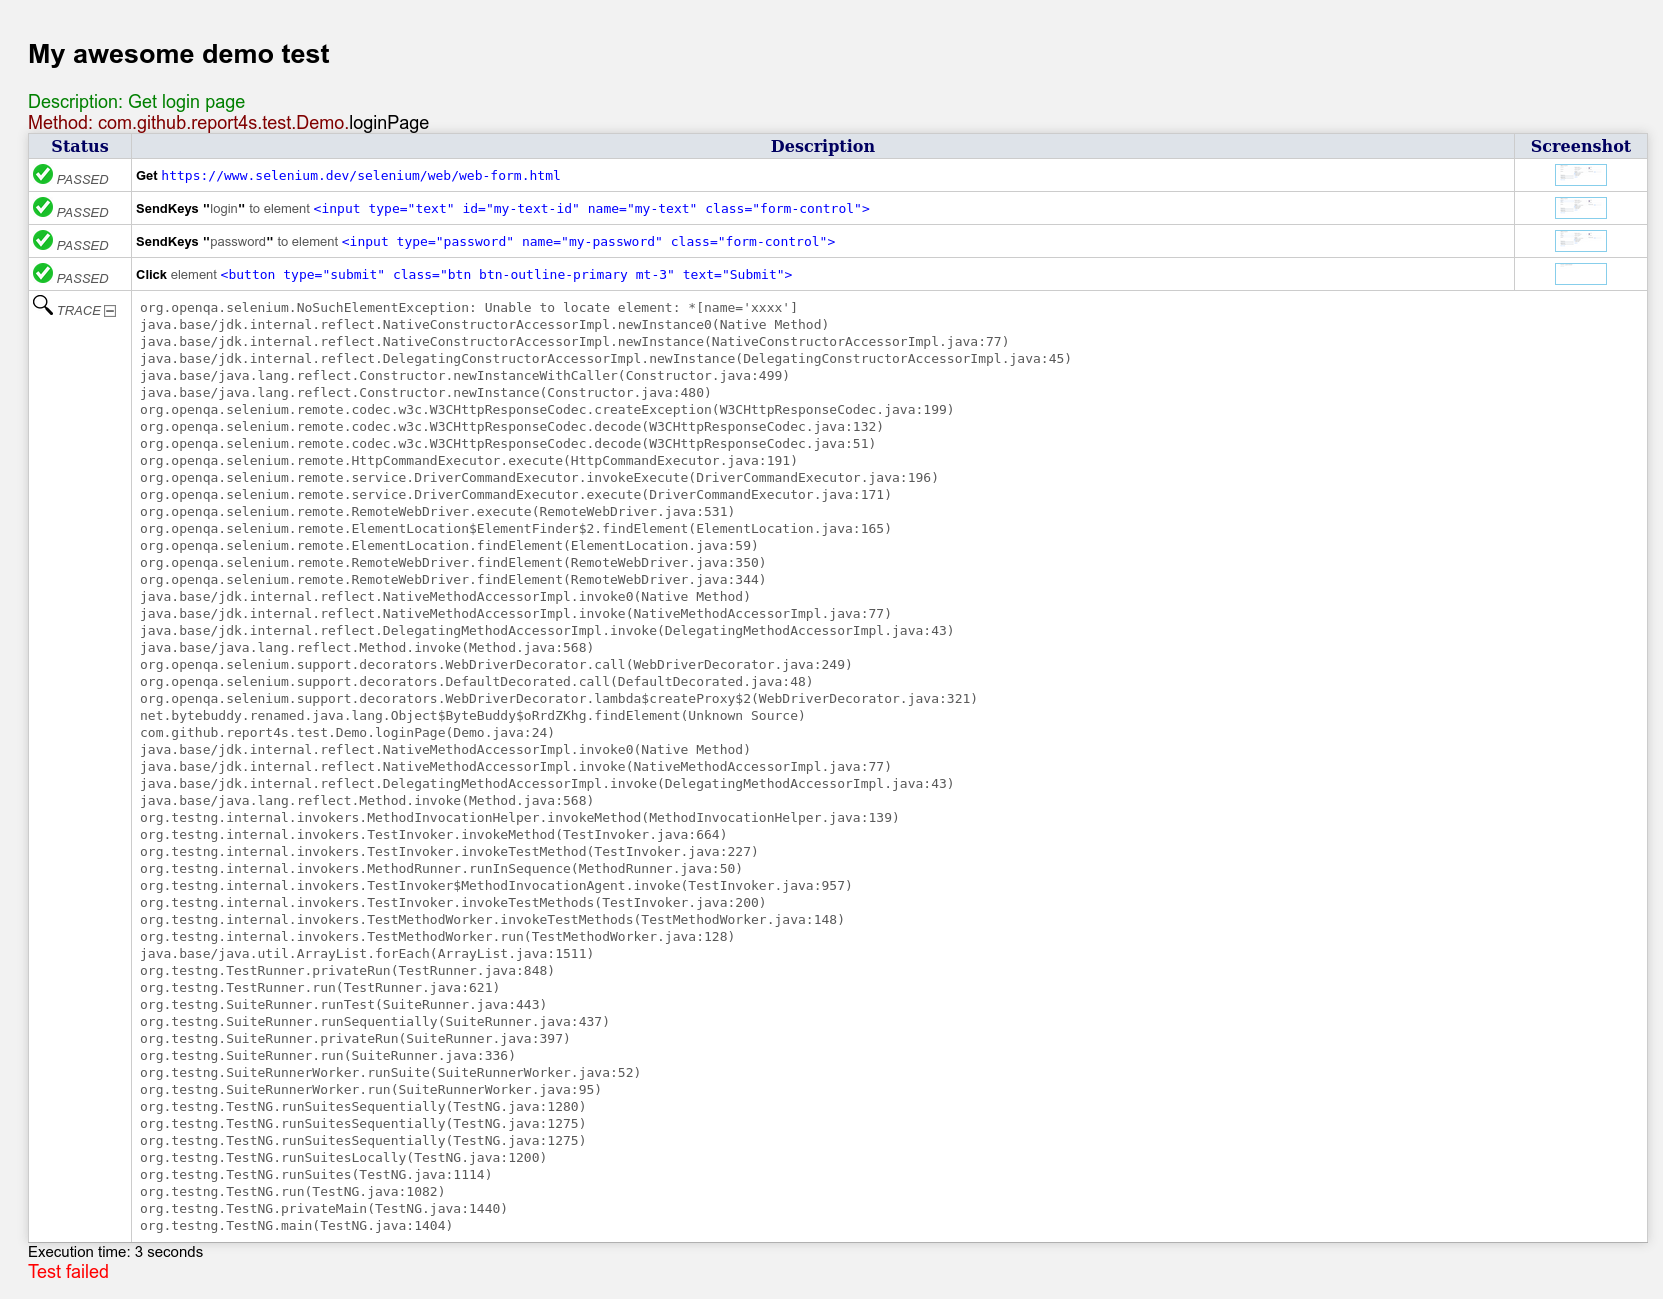 My awesome demo test
Description: Get login page
Method: com.github.report4s.test.Demo.loginPage
Status Description Screenshot
PASSED Get https://www.selenium.dev/selenium/web/web-form.html
PASSED SendKeys "login" to element <input type="text" id="my-text-id" name="my-text" class="form-control">
PASSED SendKeys "password" to element <input type="password" name="my-password" class="form-control">
PASSED Click element <button type="submit" class="btn btn-outline-primary mt-3" text="Submit">
TRACE org.openqa.selenium.NoSuchElementException: Unable to locate element: *[name='xxxx']
java.base/jdk.internal.reflect.NativeConstructorAccessorImpl.newInstance0(Native Method)
java.base/jdk.internal.reflect.NativeConstructorAccessorImpl.newInstance(NativeConstructorAccessorImpl.java:77)
java.base/jdk.internal.reflect.DelegatingConstructorAccessorImpl.newInstance(DelegatingConstructorAccessorImpl.java:45)
java.base/java.lang.reflect.Constructor.newInstanceWithCaller(Constructor.java:499)
java.base/java.lang.reflect.Constructor.newInstance(Constructor.java:480)
org.openqa.selenium.remote.codec.w3c.W3CHttpResponseCodec.createException(W3CHttpResponseCodec.java:199)
org.openqa.selenium.remote.codec.w3c.W3CHttpResponseCodec.decode(W3CHttpResponseCodec.java:132)
org.openqa.selenium.remote.codec.w3c.W3CHttpResponseCodec.decode(W3CHttpResponseCodec.java:51)
org.openqa.selenium.remote.HttpCommandExecutor.execute(HttpCommandExecutor.java:191)
org.openqa.selenium.remote.service.DriverCommandExecutor.invokeExecute(DriverCommandExecutor.java:196)
org.openqa.selenium.remote.service.DriverCommandExecutor.execute(DriverCommandExecutor.java:171)
org.openqa.selenium.remote.RemoteWebDriver.execute(RemoteWebDriver.java:531)
org.openqa.selenium.remote.ElementLocation$ElementFinder$2.findElement(ElementLocation.java:165)
org.openqa.selenium.remote.ElementLocation.findElement(ElementLocation.java:59)
org.openqa.selenium.remote.RemoteWebDriver.findElement(RemoteWebDriver.java:350)
org.openqa.selenium.remote.RemoteWebDriver.findElement(RemoteWebDriver.java:344)
java.base/jdk.internal.reflect.NativeMethodAccessorImpl.invoke0(Native Method)
java.base/jdk.internal.reflect.NativeMethodAccessorImpl.invoke(NativeMethodAccessorImpl.java:77)
java.base/jdk.internal.reflect.DelegatingMethodAccessorImpl.invoke(DelegatingMethodAccessorImpl.java:43)
java.base/java.lang.reflect.Method.invoke(Method.java:568)
org.openqa.selenium.support.decorators.WebDriverDecorator.call(WebDriverDecorator.java:249)
org.openqa.selenium.support.decorators.DefaultDecorated.call(DefaultDecorated.java:48)
org.openqa.selenium.support.decorators.WebDriverDecorator.lambda$createProxy$2(WebDriverDecorator.java:321)
net.bytebuddy.renamed.java.lang.Object$ByteBuddy$oRrdZKhg.findElement(Unknown Source)
com.github.report4s.test.Demo.loginPage(Demo.java:24)
java.base/jdk.internal.reflect.NativeMethodAccessorImpl.invoke0(Native Method)
java.base/jdk.internal.reflect.NativeMethodAccessorImpl.invoke(NativeMethodAccessorImpl.java:77)
java.base/jdk.internal.reflect.DelegatingMethodAccessorImpl.invoke(DelegatingMethodAccessorImpl.java:43)
java.base/java.lang.reflect.Method.invoke(Method.java:568)
org.testng.internal.invokers.MethodInvocationHelper.invokeMethod(MethodInvocationHelper.java:139)
org.testng.internal.invokers.TestInvoker.invokeMethod(TestInvoker.java:664)
org.testng.internal.invokers.TestInvoker.invokeTestMethod(TestInvoker.java:227)
org.testng.internal.invokers.MethodRunner.runInSequence(MethodRunner.java:50)
org.testng.internal.invokers.TestInvoker$MethodInvocationAgent.invoke(TestInvoker.java:957)
org.testng.internal.invokers.TestInvoker.invokeTestMethods(TestInvoker.java:200)
org.testng.internal.invokers.TestMethodWorker.invokeTestMethods(TestMethodWorker.java:148)
org.testng.internal.invokers.TestMethodWorker.run(TestMethodWorker.java:128)
java.base/java.util.ArrayList.forEach(ArrayList.java:1511)
org.testng.TestRunner.privateRun(TestRunner.java:848)
org.testng.TestRunner.run(TestRunner.java:621)
org.testng.SuiteRunner.runTest(SuiteRunner.java:443)
org.testng.SuiteRunner.runSequentially(SuiteRunner.java:437)
org.testng.SuiteRunner.privateRun(SuiteRunner.java:397)
org.testng.SuiteRunner.run(SuiteRunner.java:336)
org.testng.SuiteRunnerWorker.runSuite(SuiteRunnerWorker.java:52)
org.testng.SuiteRunnerWorker.run(SuiteRunnerWorker.java:95)
org.testng.TestNG.runSuitesSequentially(TestNG.java:1280)
org.testng.TestNG.runSuitesSequentially(TestNG.java:1275)
org.testng.TestNG.runSuitesSequentially(TestNG.java:1275)
org.testng.TestNG.runSuitesLocally(TestNG.java:1200)
org.testng.TestNG.runSuites(TestNG.java:1114)
org.testng.TestNG.run(TestNG.java:1082)
org.testng.TestNG.privateMain(TestNG.java:1440)
org.testng.TestNG.main(TestNG.java:1404)
Execution time: 3 seconds
Test failed